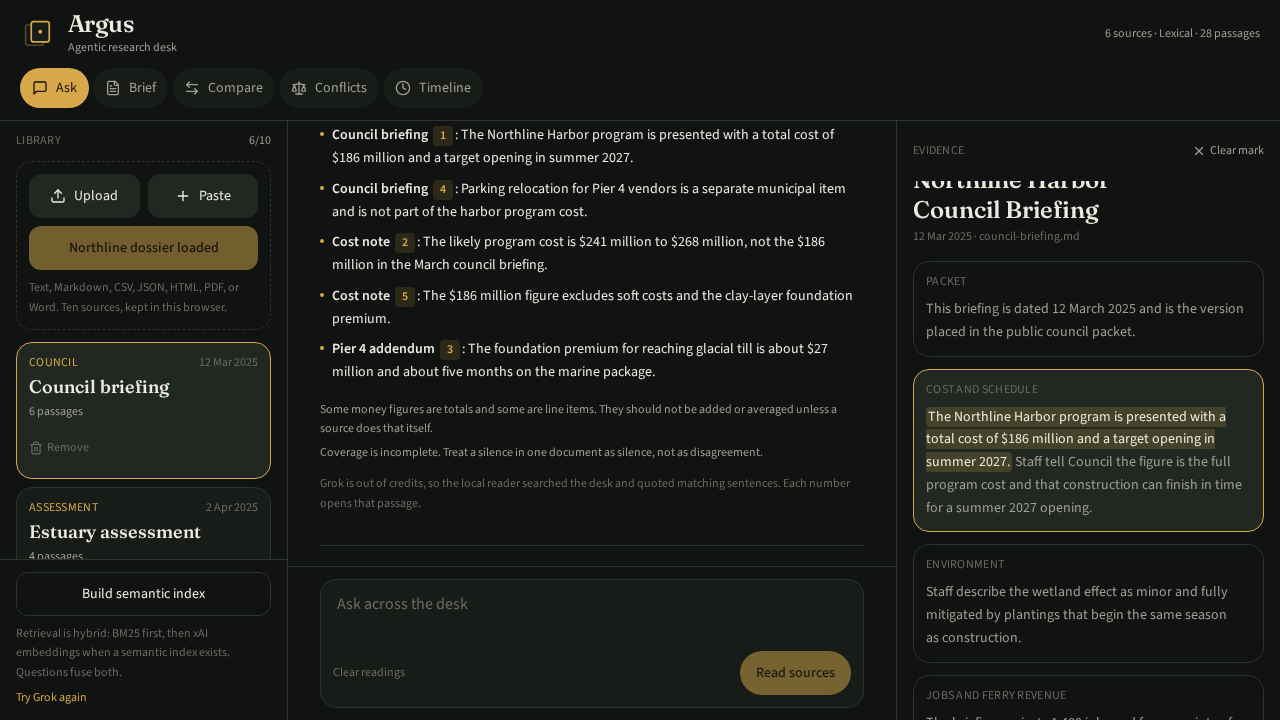 Argus
Agentic research desk
6 sources · Lexical · 28 passages
Ask
Brief
Compare
Conflicts
Timeline
LIBRARY
6/10
Upload
Paste
Northline dossier loaded
Text, Markdown, CSV, JSON, HTML, PDF, or
Word. Ten sources, kept in this browser.
COUNCIL
12 Mar 2025
Council briefing
6 passages
Remove
ASSESSMENT
2 Apr 2025
Estuary assessment
4 passages
Build semantic index
Retrieval is hybrid: BM25 first, then xAI
embeddings when a semantic index exists.
Questions fuse both.
Try Grok again
Council briefing 1 : The Northline Harbor program is presented with a total cost of
$186 million and a target opening in summer 2027.
Council briefing 4 : Parking relocation for Pier 4 vendors is a separate municipal item
and is not part of the harbor program cost.
Cost note 2 : The likely program cost is $241 million to $268 million, not the $186
million in the March council briefing.
Cost note 5 : The $186 million figure excludes soft costs and the clay-layer foundation
premium.
Pier 4 addendum 3 : The foundation premium for reaching glacial till is about $27
million and about five months on the marine package.
Some money figures are totals and some are line items. They should not be added or averaged unless a
source does that itself.
Coverage is incomplete. Treat a silence in one document as silence, not as disagreement.
Grok is out of credits, so the local reader searched the desk and quoted matching sentences. Each number
opens that passage.
Ask across the desk
Clear readings
Read sources
EVIDENCE
Clear mark
Northline Harbor
Council Briefing
12 Mar 2025 · council-briefing.md
PACKET
This briefing is dated 12 March 2025 and is the version
placed in the public council packet.
COST AND SCHEDULE
The Northline Harbor program is presented with a
total cost of $186 million and a target opening in
summer 2027. Staff tell Council the figure is the full
program cost and that construction can finish in time
for a summer 2027 opening.
ENVIRONMENT
Staff describe the wetland effect as minor and fully
mitigated by plantings that begin the same season
as construction.
JOBS AND FERRY REVENUE